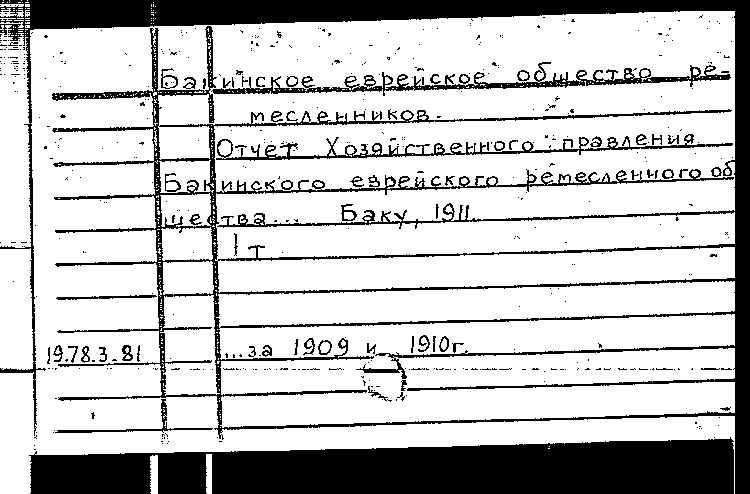 Бакинское еврейское общество ре-
месленников.
Отчет Хозяйственного правления
Бакинского еврейского ремесленного об
щества... Баку, 1911.
1 т
19.78.3.81 ...за 1909 и 1910г.